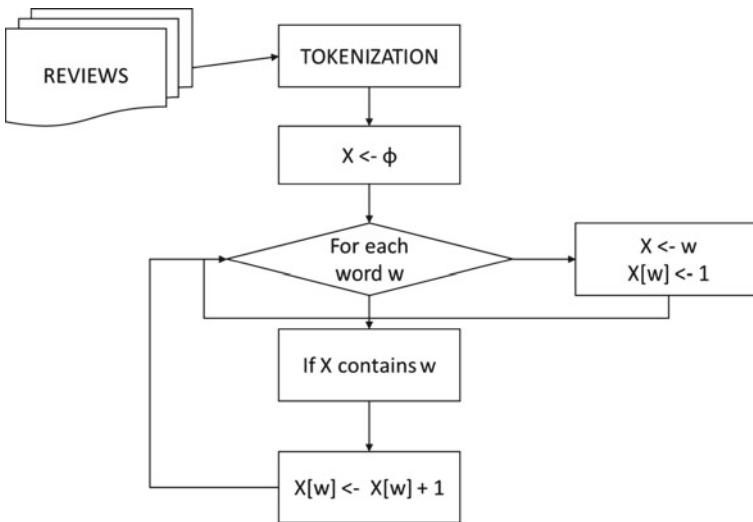 REVIEWS
TOKENIZATION
X <- ϕ
For each
word w
X <- w
X[w] <- 1
If X contains w
X[w] <- X[w] + 1